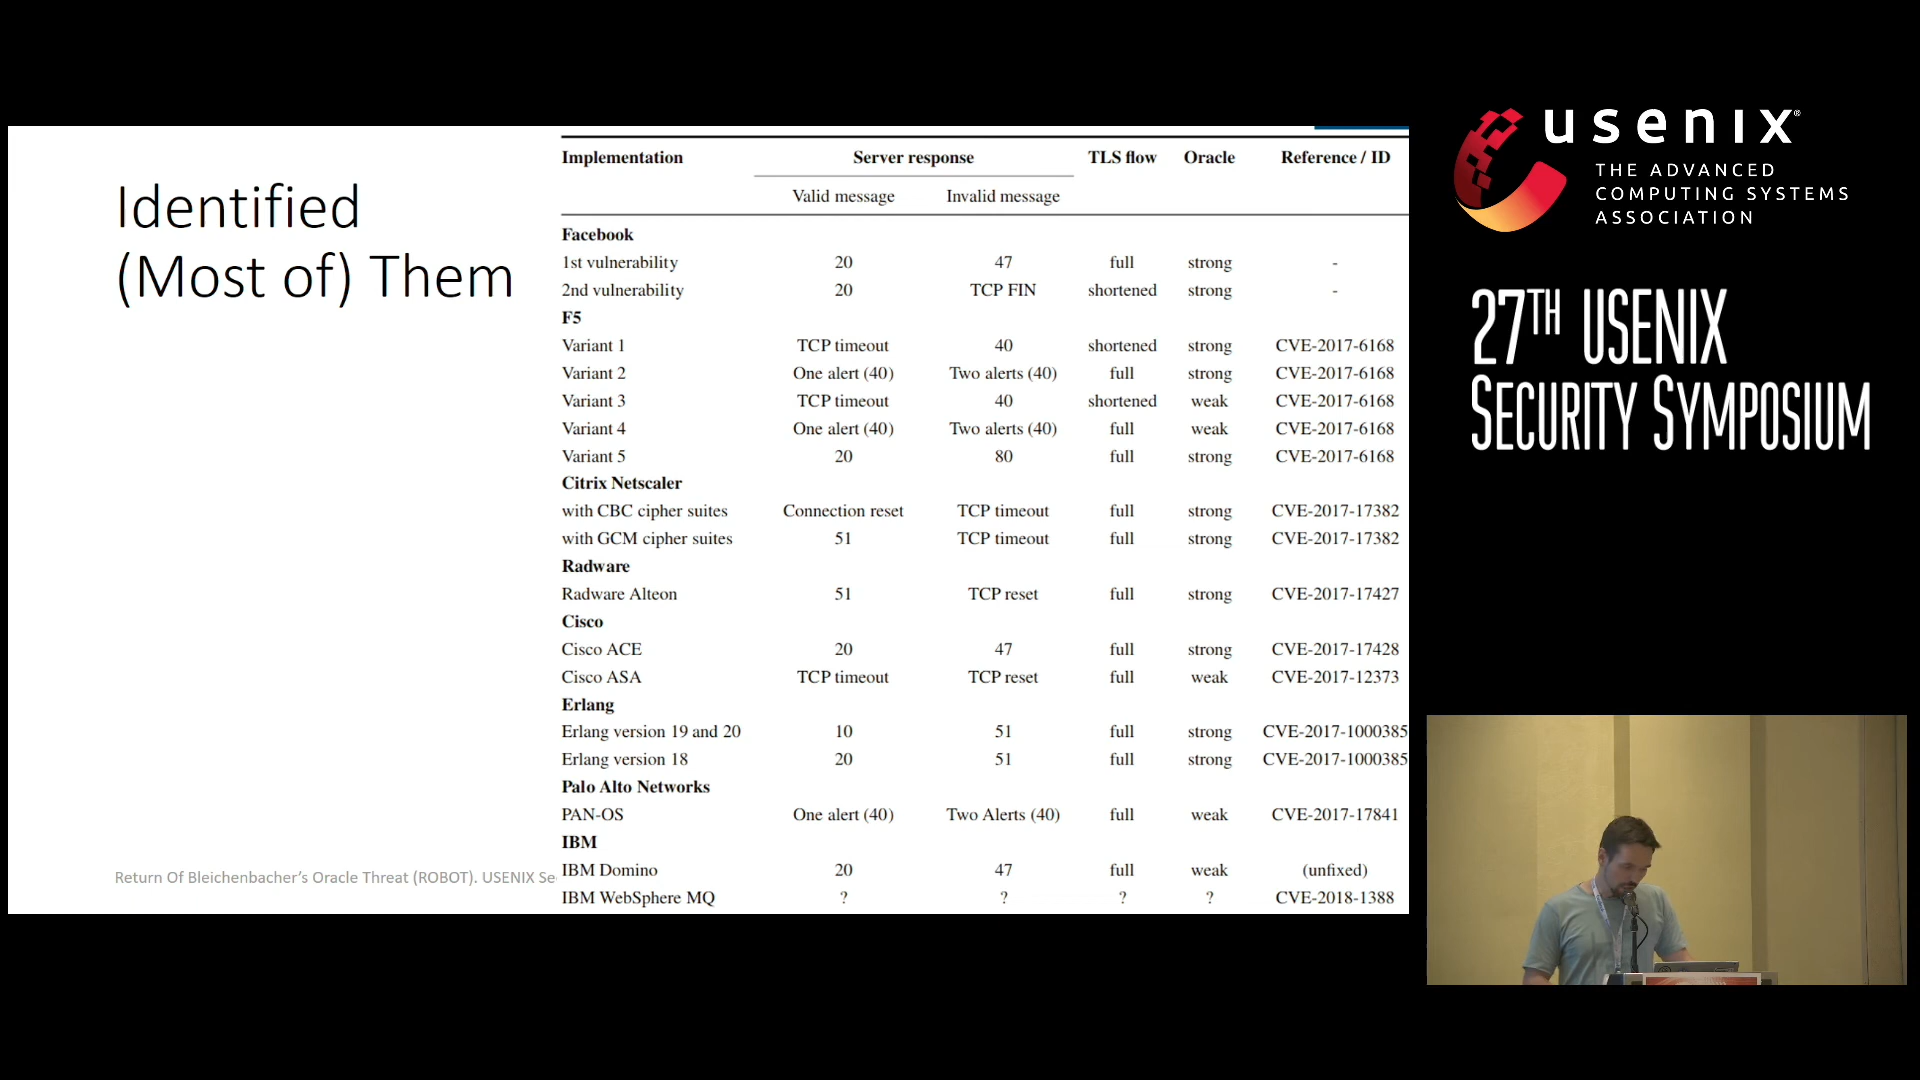 Identified
(Most of) Them
Implementation Server response TLS flow Oracle Reference / ID
Valid message Invalid message
Facebook
1st vulnerability 20 47 full strong -
2nd vulnerability 20 TCP FIN shortened strong -
F5
Variant 1 TCP timeout 40 shortened strong CVE-2017-6168
Variant 2 One alert (40) Two alerts (40) full strong CVE-2017-6168
Variant 3 TCP timeout 40 shortened weak CVE-2017-6168
Variant 4 One alert (40) Two alerts (40) full weak CVE-2017-6168
Variant 5 20 80 full strong CVE-2017-6168
Citrix Netscaler
with CBC cipher suites Connection reset TCP timeout full strong CVE-2017-17382
with GCM cipher suites 51 TCP timeout full strong CVE-2017-17382
Radware
Radware Alteon 51 TCP reset full strong CVE-2017-17427
Cisco
Cisco ACE 20 47 full strong CVE-2017-17428
Cisco ASA TCP timeout TCP reset full weak CVE-2017-12373
Erlang
Erlang version 19 and 20 10 51 full strong CVE-2017-1000385
Erlang version 18 20 51 full strong CVE-2017-1000385
Palo Alto Networks
PAN-OS One alert (40) Two Alerts (40) full weak CVE-2017-17841
IBM
IBM Domino 20 47 full weak (unfixed)
IBM WebSphere MQ ? ? ? ? CVE-2018-1388
Return Of Bleichenbacher's Oracle Threat (ROBOT). USENIX Se
usenix®
THE ADVANCED
COMPUTING SYSTEMS
ASSOCIATION
27TH USENIX
SECURITY SYMPOSIUM